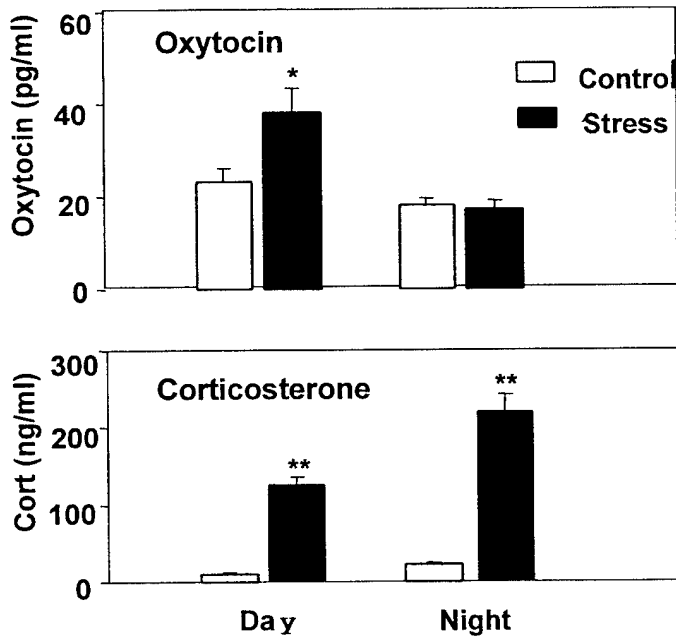 60
Oxytocin
*
Control
40
Stress
Oxytocin (pg/ml)
20
0
300
Corticosterone
**
200
**
Cort (ng/ml)
100
0
Day
Night